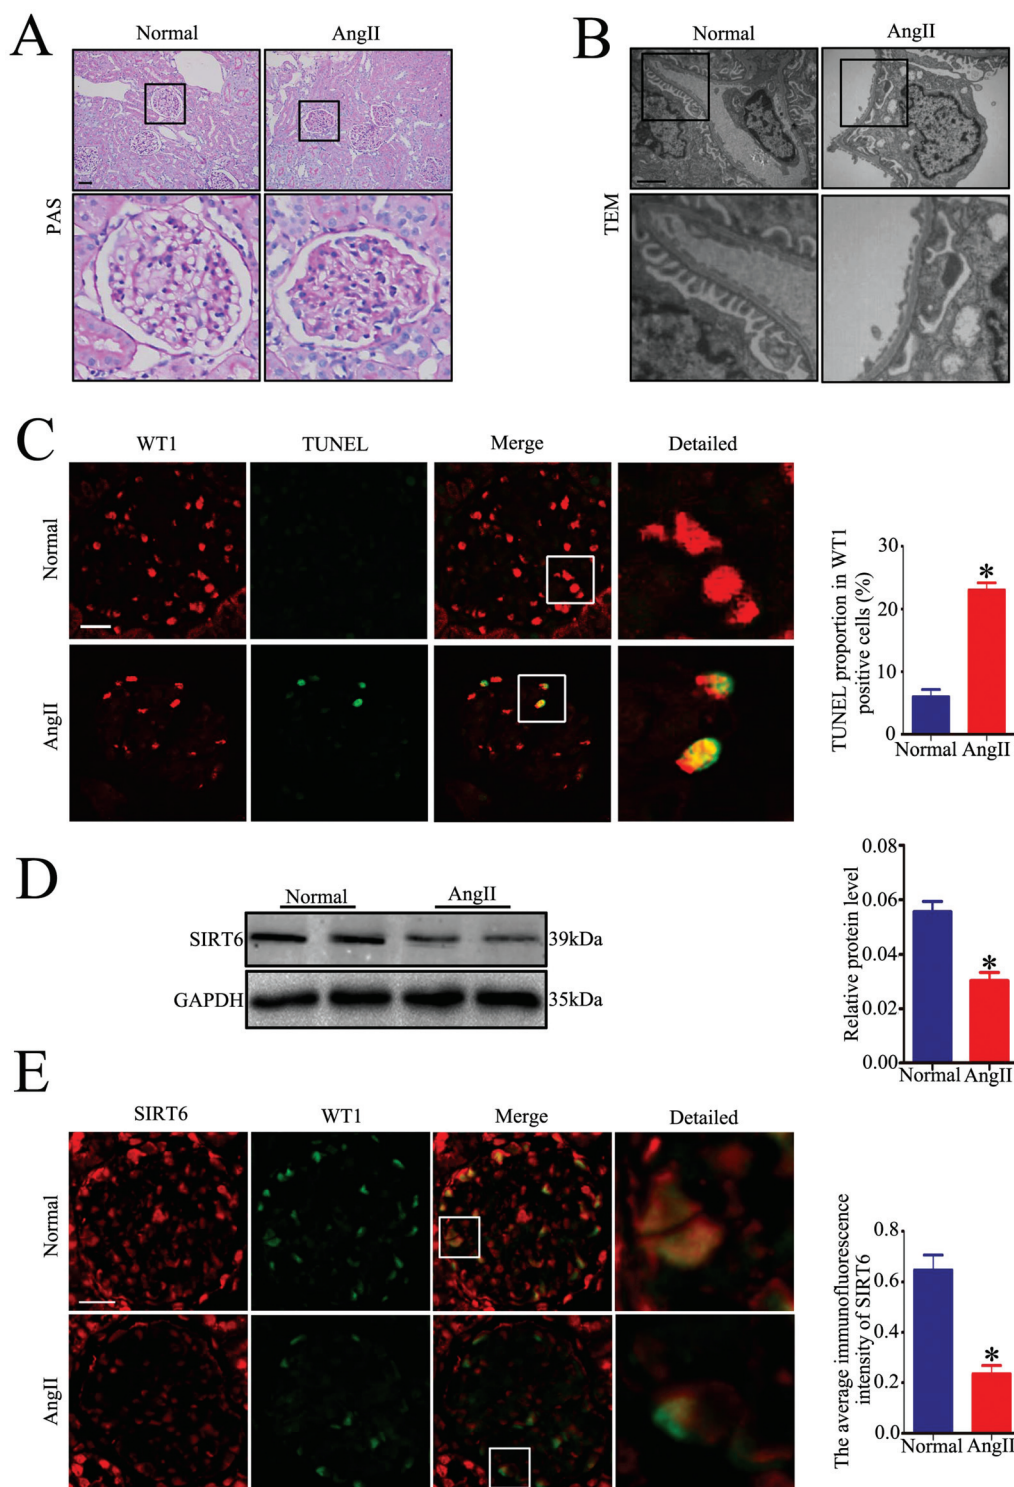 A
Normal
AngII
PAS
B
Normal
AngII
TEM
C
WT1
TUNEL
Merge
Detailed
Normal
AngII
TUNEL proportion in WT1
positive cells (%)
30
20
10
0
*
Normal
AngII
D
Normal
AngII
SIRT6
39kDa
GAPDH
35kDa
Relative protein level
0.08
0.06
0.04
0.02
0.00
*
Normal
AngII
E
SIRT6
WT1
Merge
Detailed
Normal
AngII
The average immunofluorescence
intensity of SIRT6
0.8
0.6
0.4
0.2
0.0
*
Normal
AngII